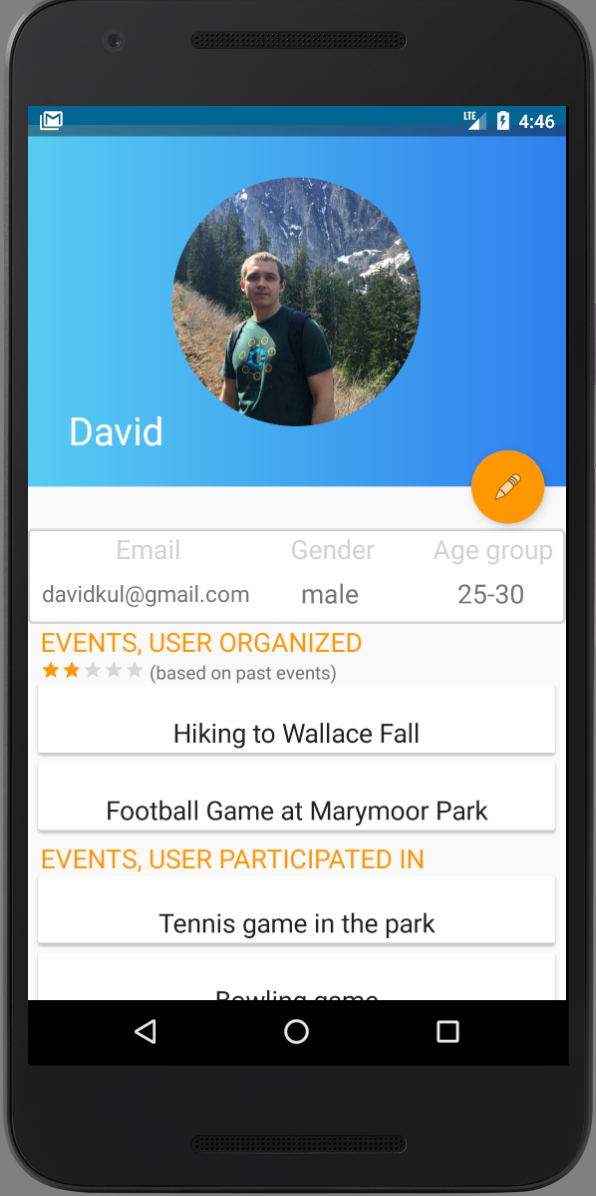 LTE 4:46
David
Email Gender Age group
davidkul@gmail.com male 25-30
EVENTS, USER ORGANIZED
(based on past events)
Hiking to Wallace Fall
Football Game at Marymoor Park
EVENTS, USER PARTICIPATED IN
Tennis game in the park
Bowling game